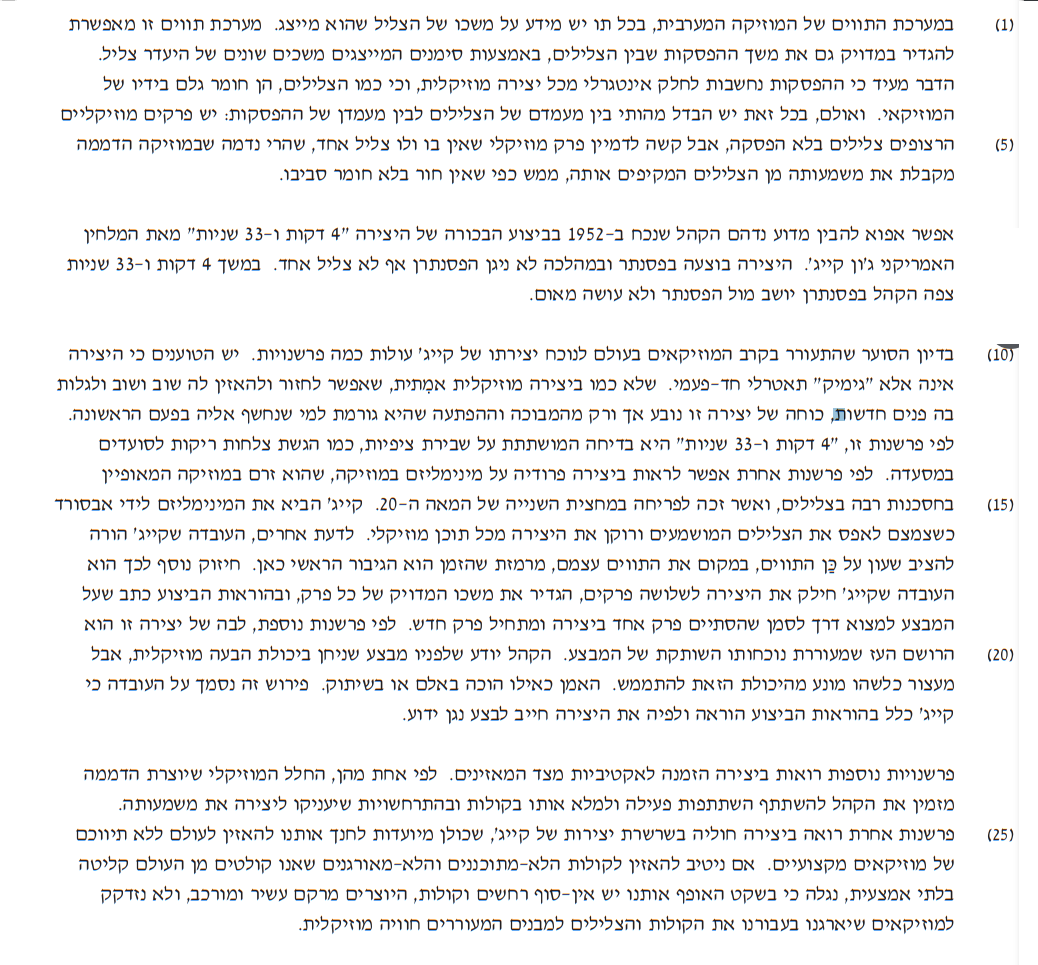 (1) במערכת התווים של המוזיקה המערבית, בכל תו יש מידע על משכו של הצליל שהוא מייצג. מערכת תווים זו מאפשרת
להגדיר במדויק גם את משך ההפסקות שבין הצלילים, באמצעות סימנים המייצגים משכים שונים של היעדר צליל.
הדבר מעיד כי ההפסקות נחשבות לחלק אינטגרלי מכל יצירה מוזיקלית, וכי כמו הצלילים, הן חומר גלם בידיו של
המוזיקאי. ואולם, בכל זאת יש הבדל מהותי בין מעמדם של הצלילים לבין מעמדן של ההפסקות: יש פרקים מוזיקליים
(5) הרצופים צלילים בלא הפסקה, אבל קשה לדמיין פרק מוזיקלי שאין בו ולו צליל אחד, שהרי נדמה שבמוזיקה הדממה
מקבלת את משמעותה מן הצלילים המקיפים אותה, ממש כפי שאין חור בלא חומר סביבו.
אפשר אפוא להבין מדוע נדהם הקהל שנכח ב-1952 בביצוע הבכורה של היצירה "4 דקות ו-33 שניות" מאת המלחין
האמריקני ג'ון קייג'. היצירה בוצעה בפסנתר ובמהלכה לא ניגן הפסנתרן אף לא צליל אחד. במשך 4 דקות ו-33 שניות
צפה הקהל בפסנתרן יושב מול הפסנתר ולא עושה מאום.
(10) בדיון הסוער שהתעורר בקרב המוזיקאים בעולם לנוכח יצירתו של קייג' עולות כמה פרשנויות. יש הטוענים כי היצירה
אינה אלא "גימיק" תאטרלי חד-פעמי. שלא כמו ביצירה מוזיקלית אמִתית, שאפשר לחזור ולהאזין לה שוב ושוב ולגלות
בה פנים חדשות, כוחה של יצירה זו נובע אך ורק מהמבוכה וההפתעה שהיא גורמת למי שנחשף אליה בפעם הראשונה.
לפי פרשנות זו, "4 דקות ו-33 שניות" היא בדיחה המושתתת על שבירת ציפיות, כמו הגשת צלחות ריקות לסועדים
במסעדה. לפי פרשנות אחרת אפשר לראות ביצירה פרודיה על מינימליזם במוזיקה, שהוא זרם במוזיקה המאופיין
(15) בחסכנות רבה בצלילים, ואשר זכה לפריחה במחצית השנייה של המאה ה-20. קייג' הביא את המינימליזם לידי אבסורד
כשצמצם לאפס את הצלילים המושמעים ורוקן את היצירה מכל תוכן מוזיקלי. לדעת אחרים, העובדה שקייג' הורה
להציב שעון על כַּן התווים, במקום את התווים עצמם, מרמזת שהזמן הוא הגיבור הראשי כאן. חיזוק נוסף לכך הוא
העובדה שקייג' חילק את היצירה לשלושה פרקים, הגדיר את משכו המדויק של כל פרק, ובהוראות הביצוע כתב שעל
המבצע למצוא דרך לסמן שהסתיים פרק אחד ביצירה ומתחיל פרק חדש. לפי פרשנות נוספת, לבה של יצירה זו הוא
(20) הרושם העז שמעוררת נוכחותו השותקת של המבצע. הקהל יודע שלפניו מבצע שניחן ביכולת הבעה מוזיקלית, אבל
מעצור כלשהו מונע מהיכולת הזאת להתממש. האמן כאילו הוכה באלם או בשיתוק. פירוש זה נסמך על העובדה כי
קייג' כלל בהוראות הביצוע הוראה ולפיה את היצירה חייב לבצע נגן ידוע.
פרשנויות נוספות רואות ביצירה הזמנה לאקטיביות מצד המאזינים. לפי אחת מהן, החלל המוזיקלי שיוצרת הדממה
מזמין את הקהל להשתתף השתתפות פעילה ולמלא אותו בקולות ובהתרחשויות שיעניקו ליצירה את משמעותה.
(25) פרשנות אחרת רואה ביצירה חוליה בשרשרת יצירות של קייג', שכולן מיועדות לחנך אותנו להאזין לעולם ללא תיווכם
של מוזיקאים מקצועיים. אם ניטיב להאזין לקולות הלא-מתוכננים והלא-מאורגנים שאנו קולטים מן העולם קליטה
בלתי אמצעית, נגלה כי בשקט האופף אותנו יש אין-סוף רחשים וקולות, היוצרים מרקם עשיר ומורכב, ולא נזדקק
למוזיקאים שיארגנו בעבורנו את הקולות והצלילים למבנים המעוררים חוויה מוזיקלית.